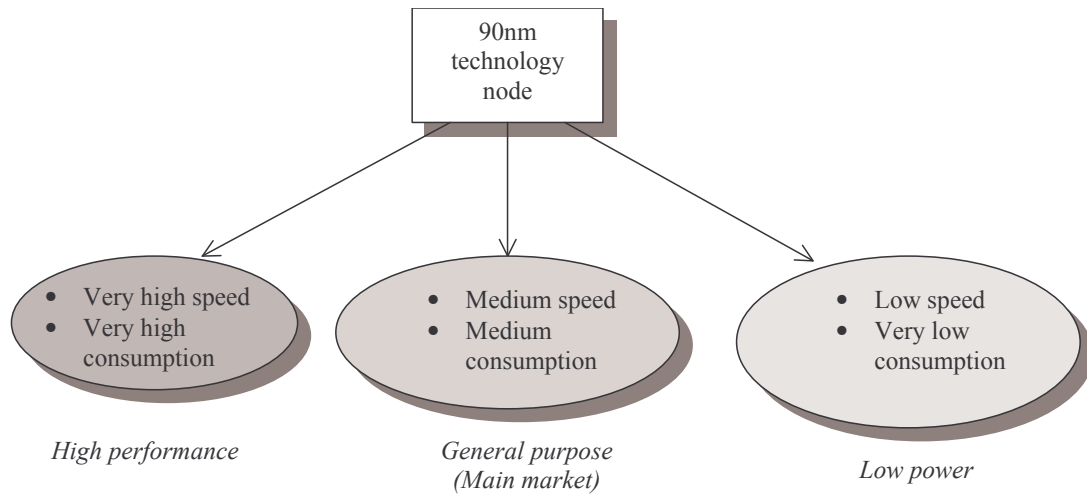 90nm
technology
node
• Very high speed
• Very high
consumption
High performance
• Medium speed
• Medium
consumption
General purpose
(Main market)
• Low speed
• Very low
consumption
Low power